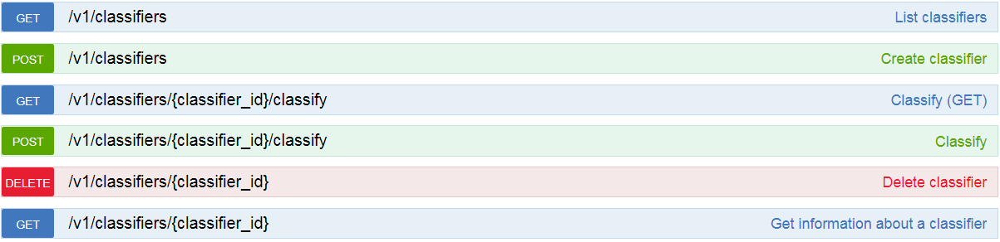 GET /v1/classifiers List classifiers
POST /v1/classifiers Create classifier
GET /v1/classifiers/{classifier_id}/classify Classify (GET)
POST /v1/classifiers/{classifier_id}/classify Classify
DELETE /v1/classifiers/{classifier_id} Delete classifier
GET /v1/classifiers/{classifier_id} Get information about a classifier